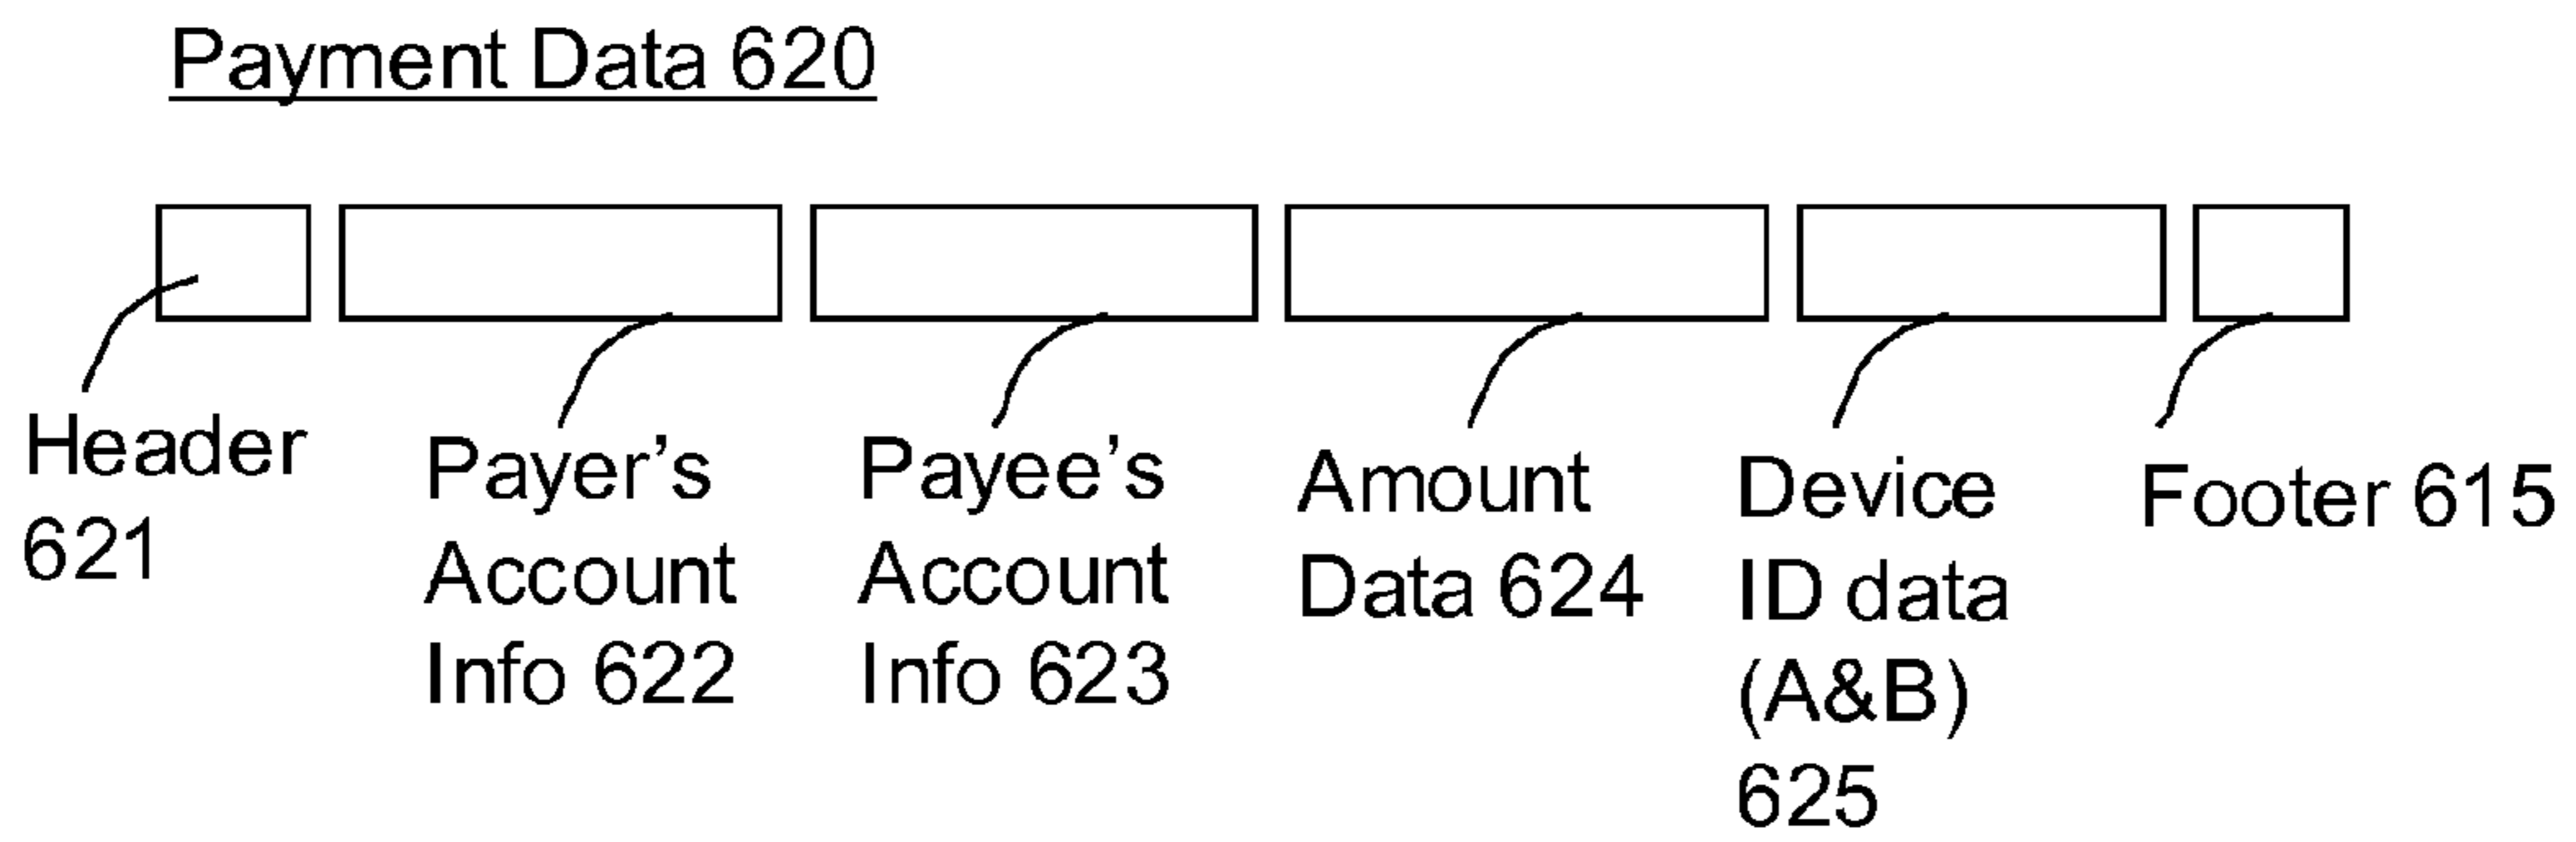 Payment Data 620
Header
621
Payer’s
Account
Info 622
Payee’s
Account
Info 623
Amount
Data 624
Device
ID data
(A&B)
625
Footer 615